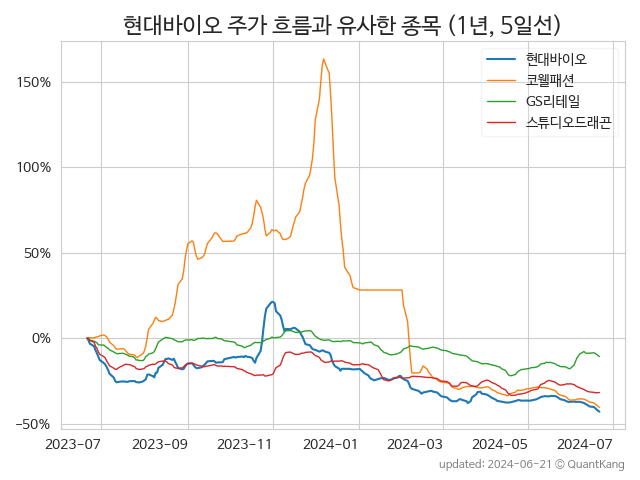 현대바이오 주가 흐름과 유사한 종목 (1년, 5일선)
현대바이오
코웰패션
GS리테일
스튜디오드래곤
150%
100%
50%
0%
−50%
2023-07 2023-09 2023-11 2024-01 2024-03 2024-05 2024-07
updated: 2024-06-21 © QuantKang